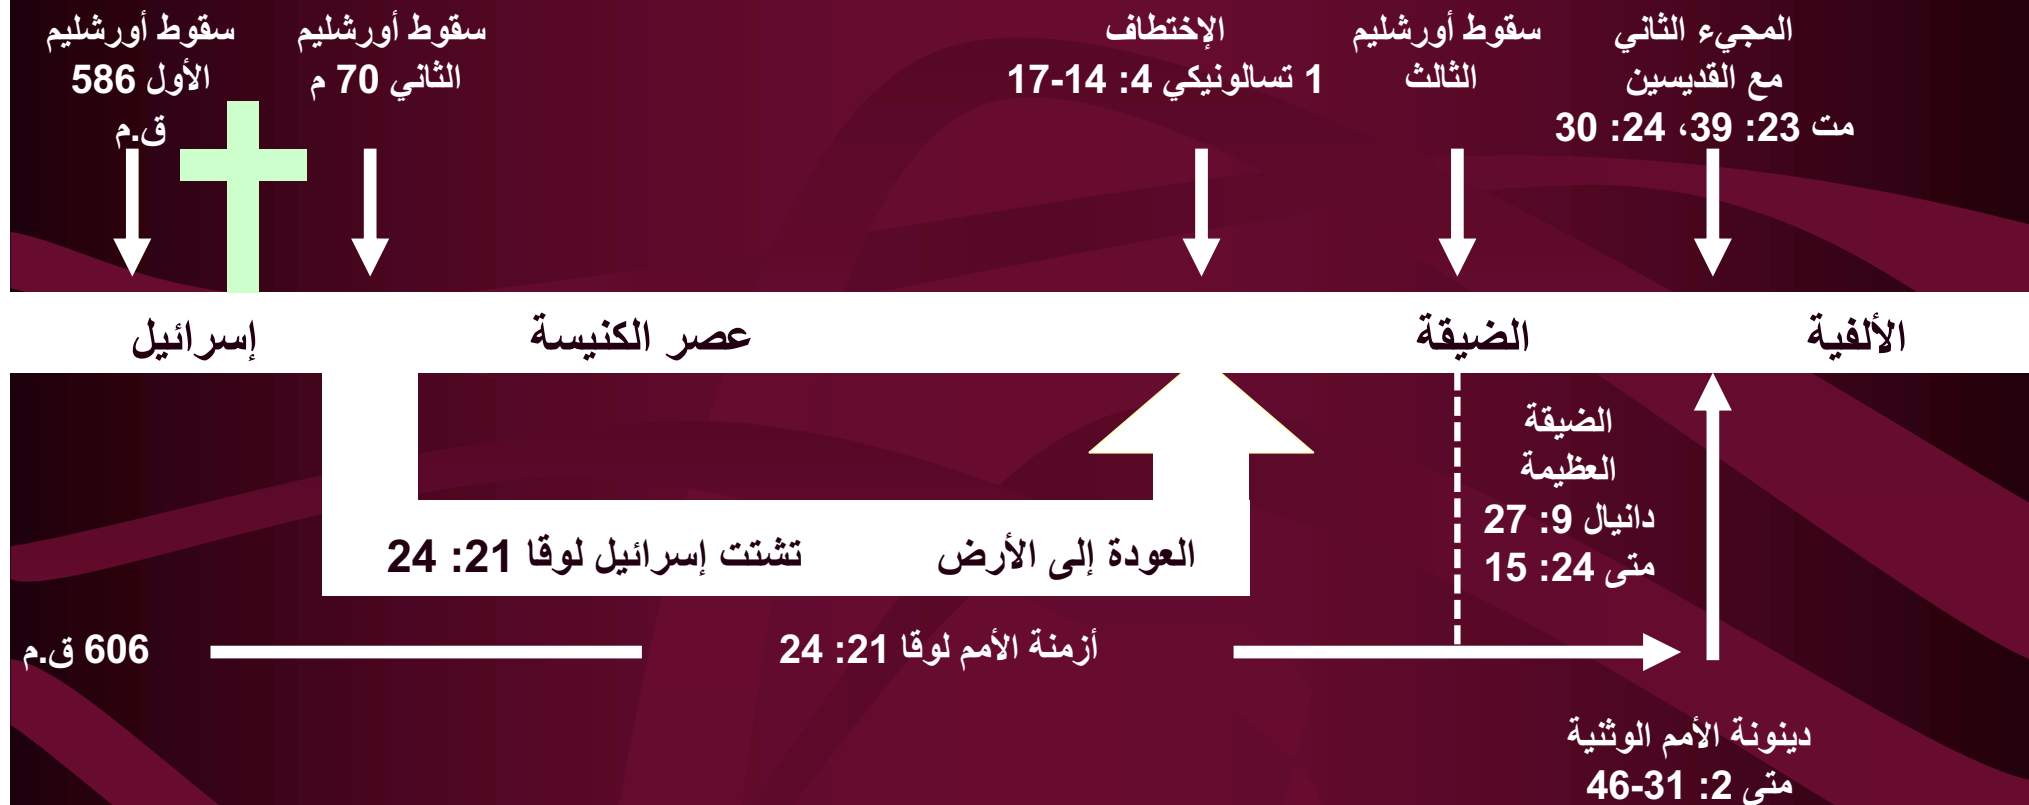 سقوط أورشليم
الأول 586
ق.م
سقوط أورشليم
الثاني 70 م
الإختطاف
1 تسالونيكي 4: 14-17
سقوط أورشليم
الثالث
المجيء الثاني
مع القديسين
مت 23: 39، 24: 30
إسرائيل
عصر الكنيسة
الضيقة
الألفية
الضيقة
العظيمة
دانيال 9: 27
متى 24: 15
تشتت إسرائيل لوقا 21: 24
العودة إلى الأرض
606 ق.م
أزمنة الأمم لوقا 21: 24
دينونة الأمم الوثنية
متى 2: 31-46